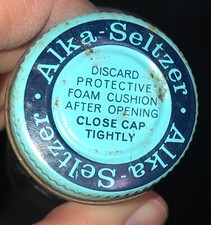 Alka-Seltzer · Alka-Seltzer ·
DISCARD
PROTECTIVE
FOAM CUSHION
AFTER OPENING
CLOSE CAP
TIGHTLY